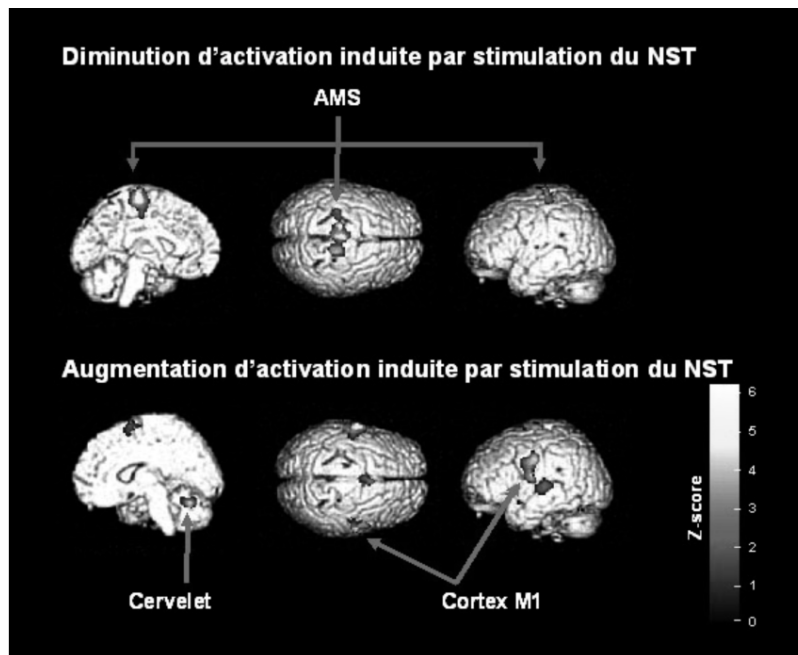 Diminution d'activation induite par stimulation du NST
AMS
Augmentation d'activation induite par stimulation du NST
6
5
4
3
2
1
0
Z-score
Cervelet
Cortex M1